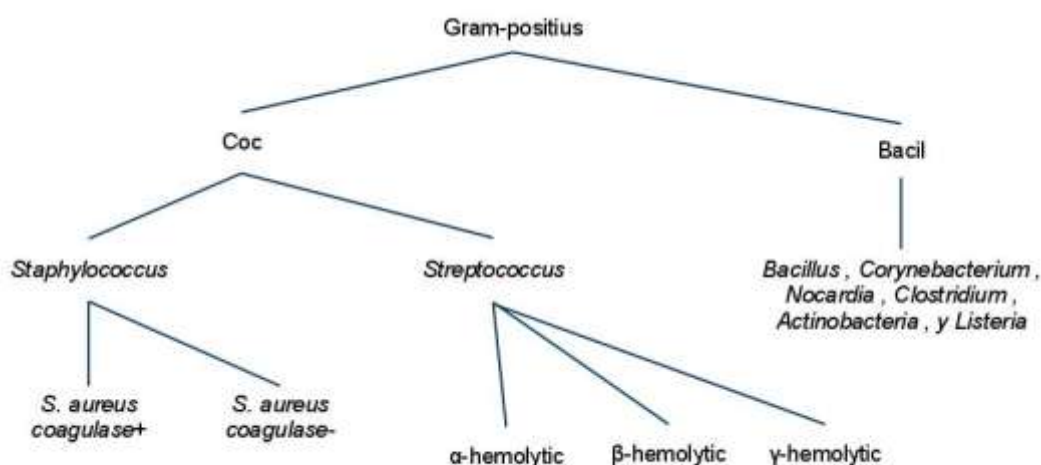 Gram-positius
Coc
Bacil
Staphylococcus
Streptococcus
Bacillus , Corynebacterium ,
Nocardia , Clostridium ,
Actinobacteria , y Listeria
S. aureus
coagulase+
S. aureus
coagulase-
α-hemolytic
β-hemolytic
γ-hemolytic